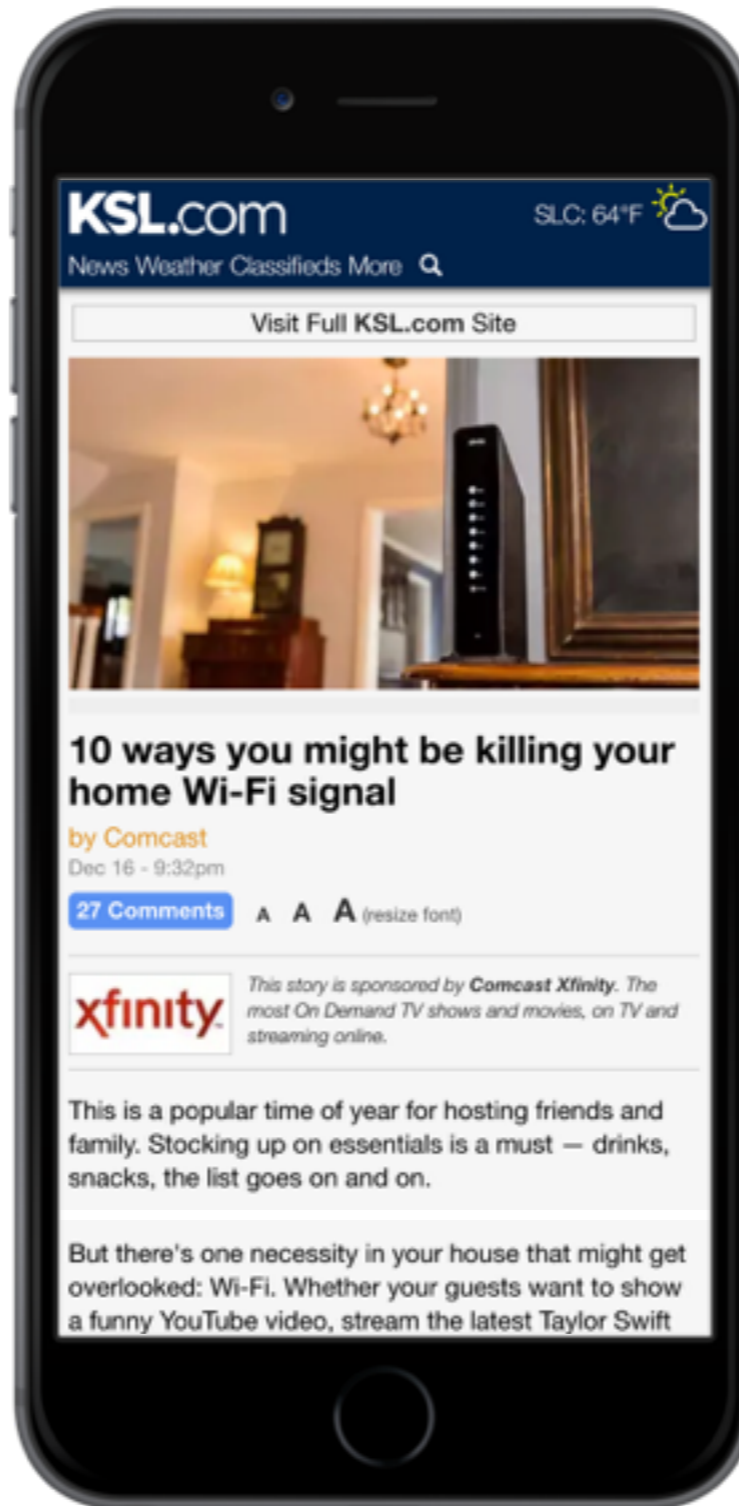 KSL.com
SLC: 64°F
News Weather Classifieds More
Visit Full KSL.com Site
10 ways you might be killing your
home Wi-Fi signal
by Comcast
Dec 16 - 9:32pm
27 Comments A A A (resize font)
xfinity
This story is sponsored by Comcast Xfinity. The
most On Demand TV shows and movies, on TV and
streaming online.
This is a popular time of year for hosting friends and
family. Stocking up on essentials is a must — drinks,
snacks, the list goes on and on.
But there's one necessity in your house that might get
overlooked: Wi-Fi. Whether your guests want to show
a funny YouTube video, stream the latest Taylor Swift